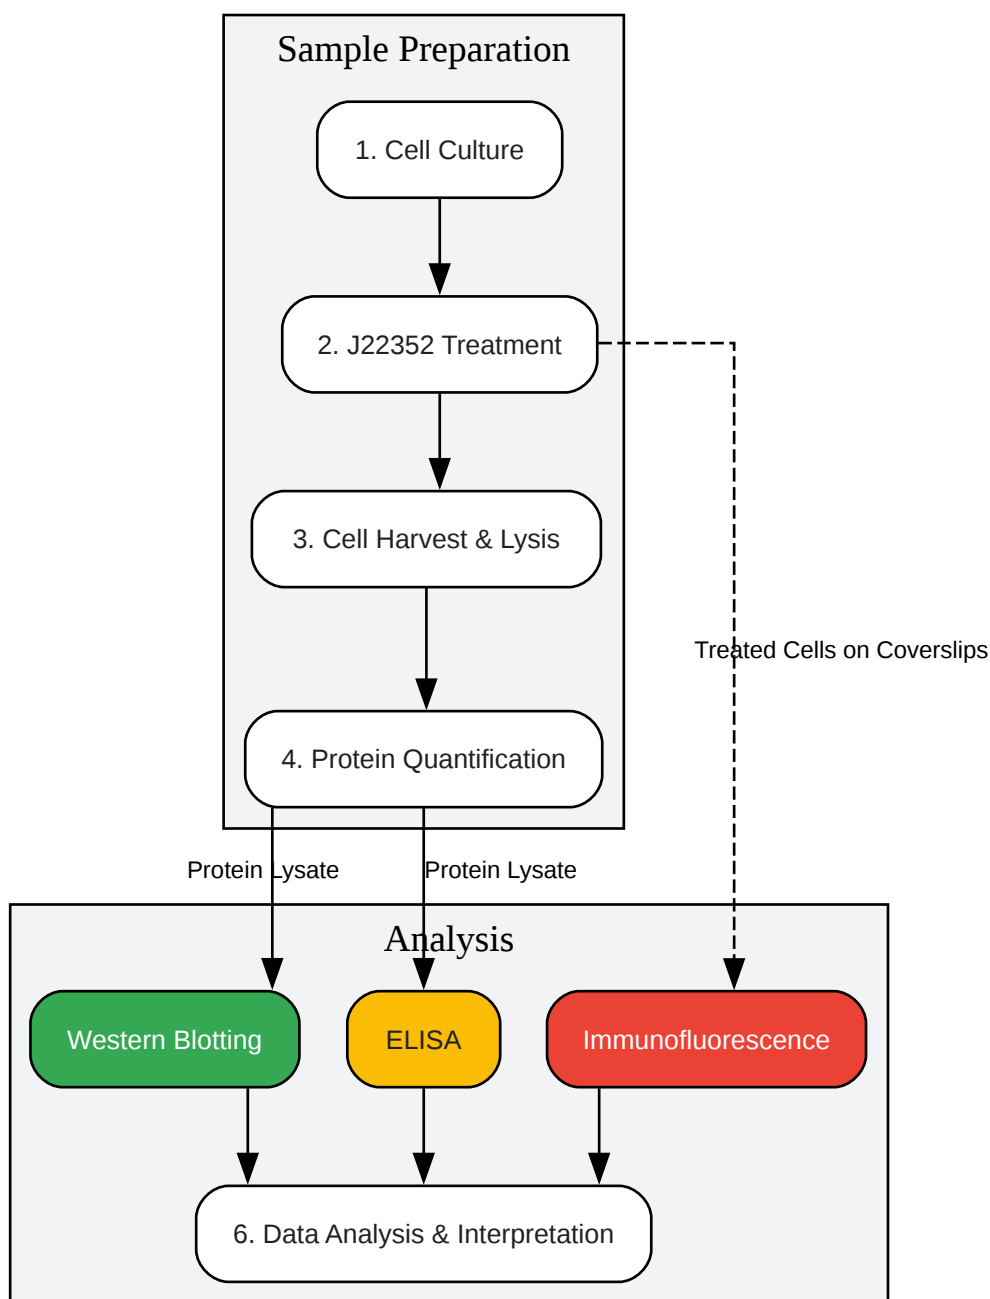 Sample Preparation
1. Cell Culture
2. J22352 Treatment
3. Cell Harvest & Lysis
Treated Cells on Coverslips
4. Protein Quantification
Protein Lysate
Protein Lysate
Analysis
Western Blotting
ELISA
Immunofluorescence
6. Data Analysis & Interpretation